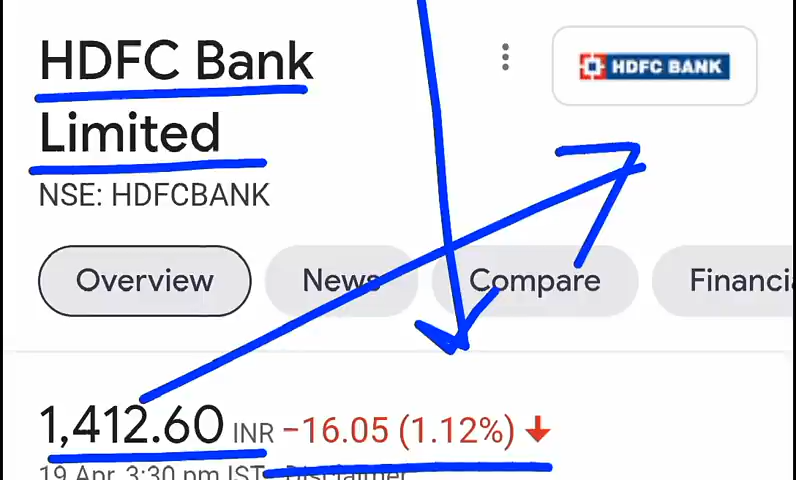 HDFC Bank
Limited
HDFC BANK
NSE: HDFCBANK
Overview
News
Compare
1,412.60 INR −16.05 (1.12%) ↓
19 Apr, 3:30 pm IST · Disclaimer